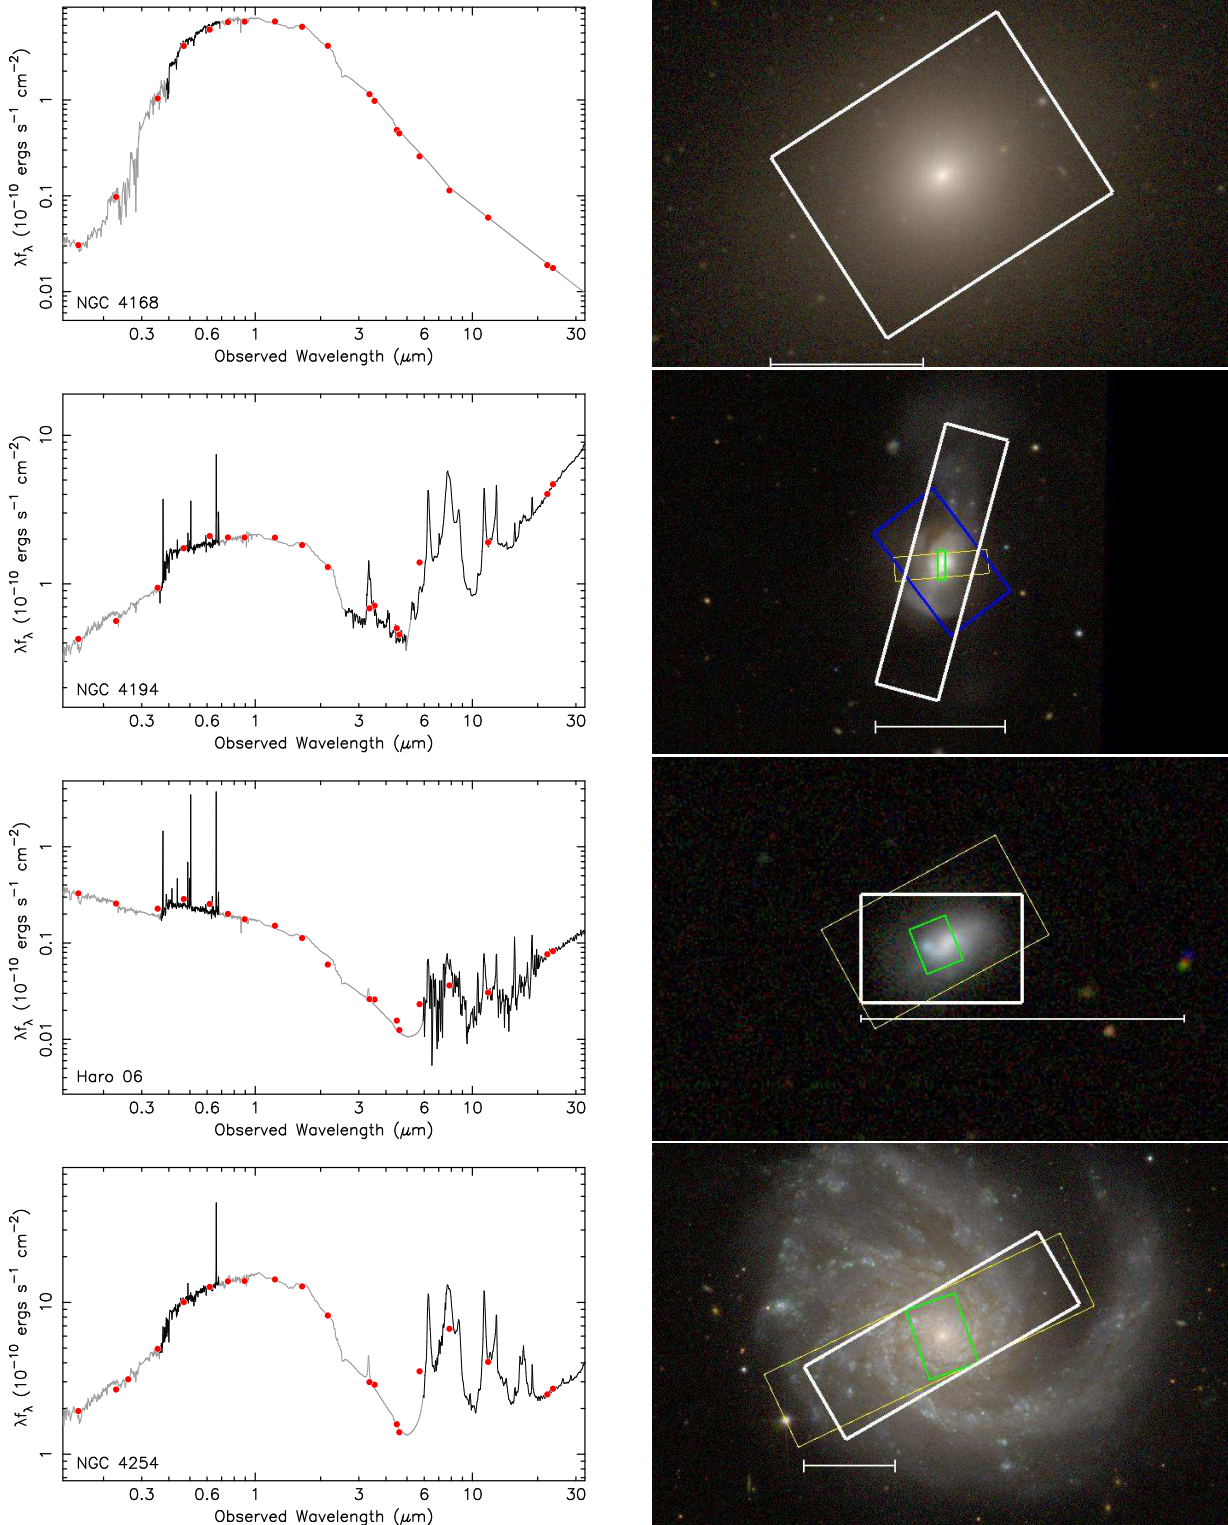 λf_λ (10⁻¹⁰ ergs s⁻¹ cm⁻²)
1
0.1
0.01
NGC 4168
0.3 0.6 1 3 6 10 30
Observed Wavelength (μm)
λf_λ (10⁻¹⁰ ergs s⁻¹ cm⁻²)
10
1
NGC 4194
0.3 0.6 1 3 6 10 30
Observed Wavelength (μm)
λf_λ (10⁻¹⁰ ergs s⁻¹ cm⁻²)
1
0.1
0.01
Haro 06
0.3 0.6 1 3 6 10 30
Observed Wavelength (μm)
λf_λ (10⁻¹⁰ ergs s⁻¹ cm⁻²)
10
1
NGC 4254
0.3 0.6 1 3 6 10 30
Observed Wavelength (μm)